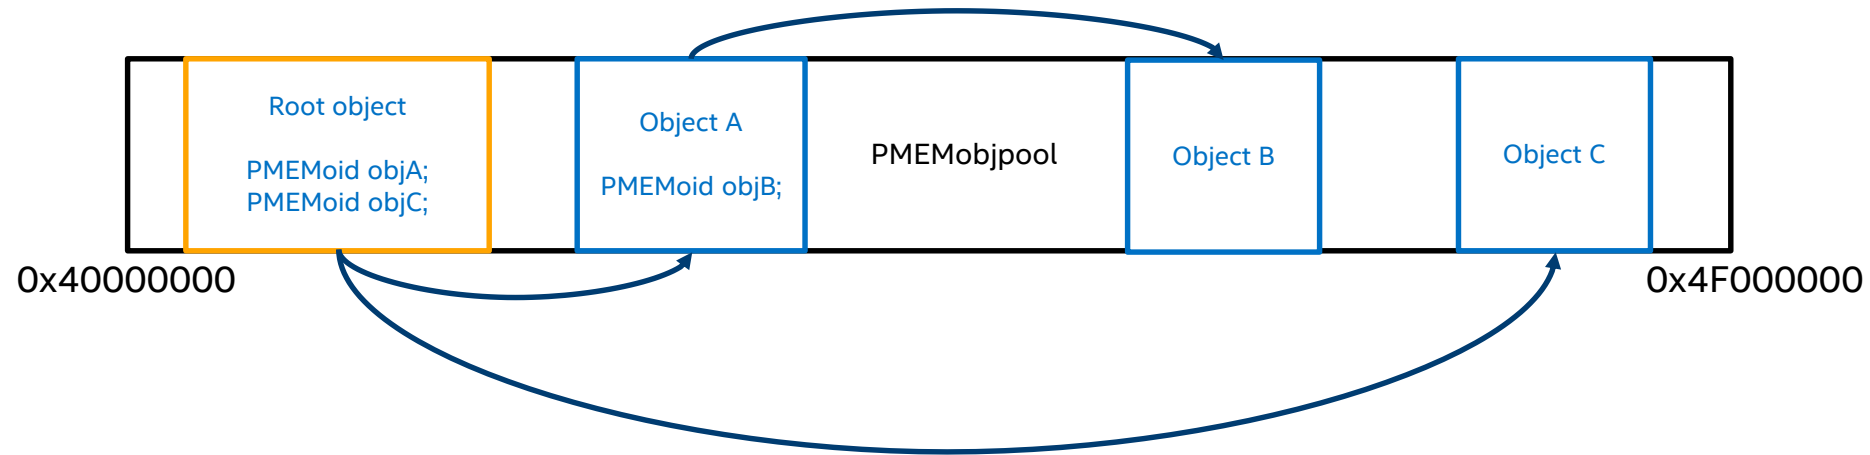 Root object
PMEMoid objA;
PMEMoid objC;
Object A
PMEMoid objB;
PMEMobjpool
Object B
Object C
0x40000000
0x4F000000